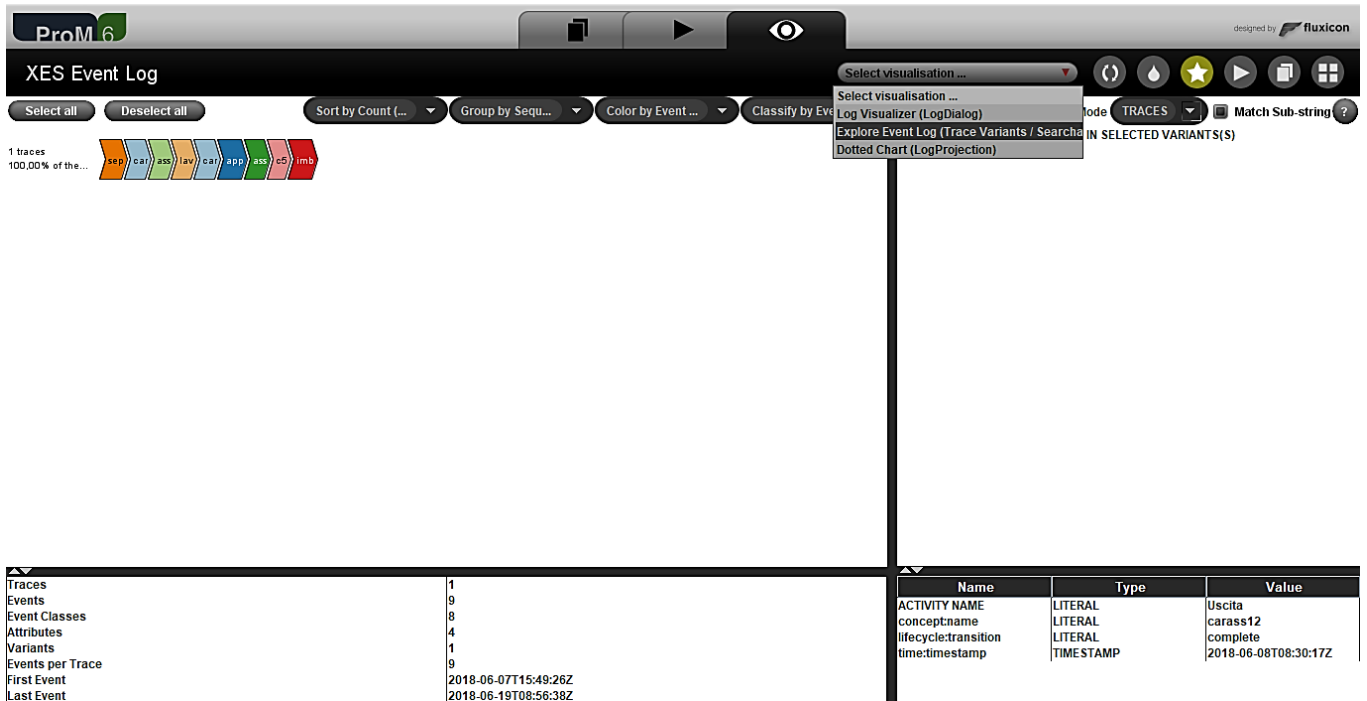 ProM 6
designed by fluxicon
XES Event Log
Select visualisation ...
Select all Deselect all Sort by Count (... Group by Sequ... Color by Event ... Classify by Eve Mode TRACES Match Sub-string ?
Select visualisation ...
Log Visualizer (LogDialog)
Explore Event Log (Trace Variants / Searcha
Dotted Chart (LogProjection)
IN SELECTED VARIANTS(S)
1 traces
100,00% of the...
sep car ass lav car app ass c5 imb
Traces 1
Events 9
Event Classes 8
Attributes 4
Variants 1
Events per Trace 9
First Event 2018-06-07T15:49:26Z
Last Event 2018-06-19T08:56:38Z
Name Type Value
ACTIVITY NAME LITERAL Uscita
concept:name LITERAL carass12
lifecycle:transition LITERAL complete
time:timestamp TIMESTAMP 2018-06-08T08:30:17Z